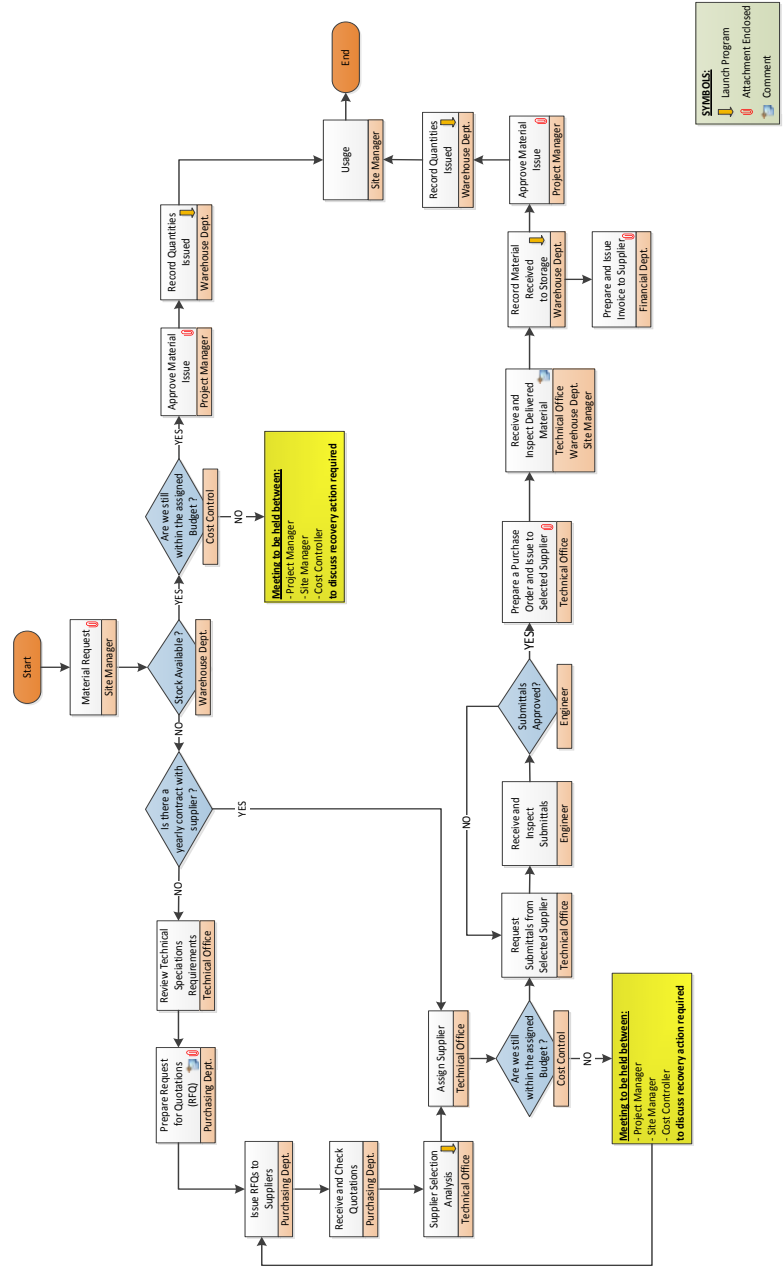 Start
Material Request
Site Manager
Stock Available ?
Warehouse Dept.
YES
Are we still
within the assigned
Budget ?
Cost Control
YES
Approve Material
Issue
Project Manager
Record Quantities
Issued
Warehouse Dept.
Usage
Site Manager
End
NO
Meeting to be held between:
- Project Manager
- Site Manager
- Cost Controller
to discuss recovery action required
NO
Is there a
yearly contract with
supplier ?
YES
NO
Review Technical
Speciations
Requirements
Technical Office
Prepare Request
for Quotations
(RFQ)
Purchasing Dept.
Issue RFQs to
Suppliers
Purchasing Dept.
Receive and Check
Quotations
Purchasing Dept.
Supplier Selection
Analysis
Technical Office
Assign Supplier
Technical Office
Are we still
within the assigned
Budget ?
Cost Control
NO
Meeting to be held between:
- Project Manager
- Site Manager
- Cost Controller
to discuss recovery action required
Request
Submittals from
Selected Supplier
Technical Office
Receive and
Inspect
Submittals
Engineer
Submittals
Approved?
Engineer
NO
YES
Prepare a Purchase
Order and Issue to
Selected Supplier
Technical Office
Receive and
Inspect Delivered
Material
Technical Office
Warehouse Dept.
Site Manager
Record Material
Received
to Storage
Warehouse Dept.
Prepare and Issue
Invoice to Supplier
Financial Dept.
Approve Material
Issue
Project Manager
Record Quantities
Issued
Warehouse Dept.
SYMBOLS:
Launch Program
Attachment Enclosed
Comment